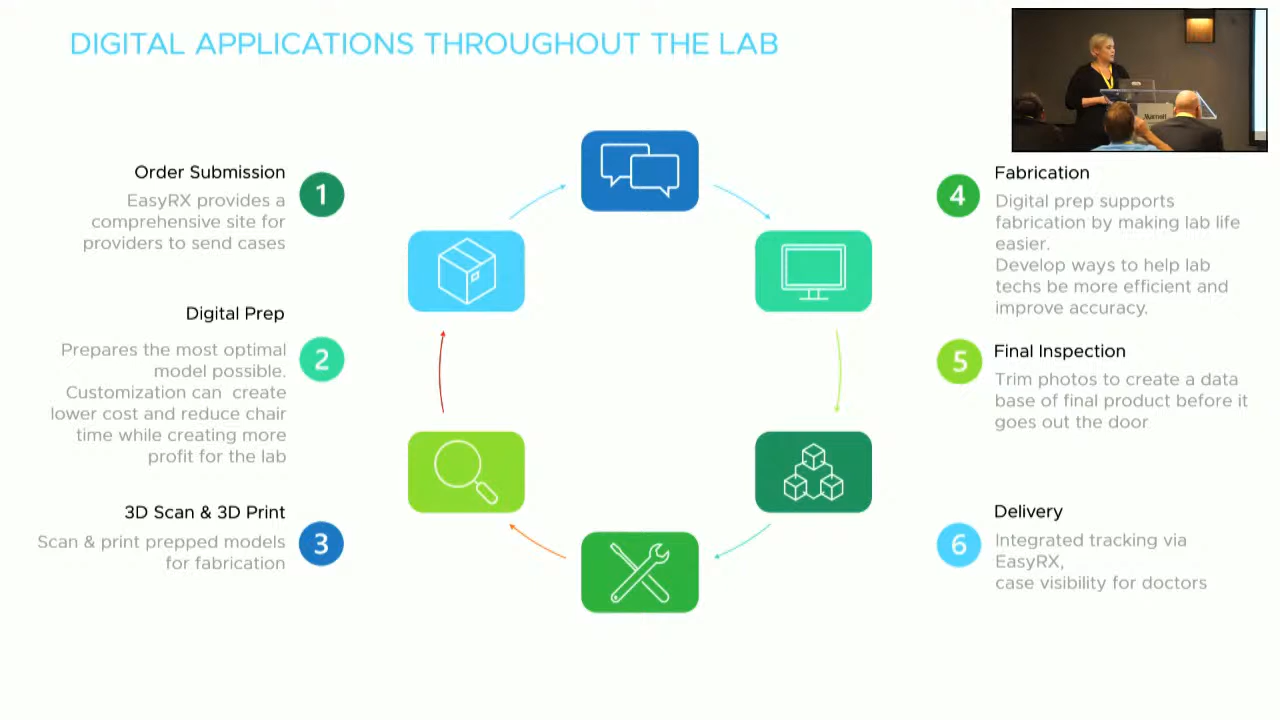 DIGITAL APPLICATIONS THROUGHOUT THE LAB
Order Submission
1
EasyRX provides a
comprehensive site for
providers to send cases
Digital Prep
2
Prepares the most optimal
model possible.
Customization can  create
lower cost and reduce chair
time while creating more
profit for the lab
3D Scan & 3D Print
3
Scan & print prepped models
for fabrication
4
Fabrication
Digital prep supports
fabrication by making lab life
easier.
Develop ways to help lab
techs be more efficient and
improve accuracy.
5
Final Inspection
Trim photos to create a data
base of final product before it
goes out the door
6
Delivery
Integrated tracking via
EasyRX,
case visibility for doctors
Marriott